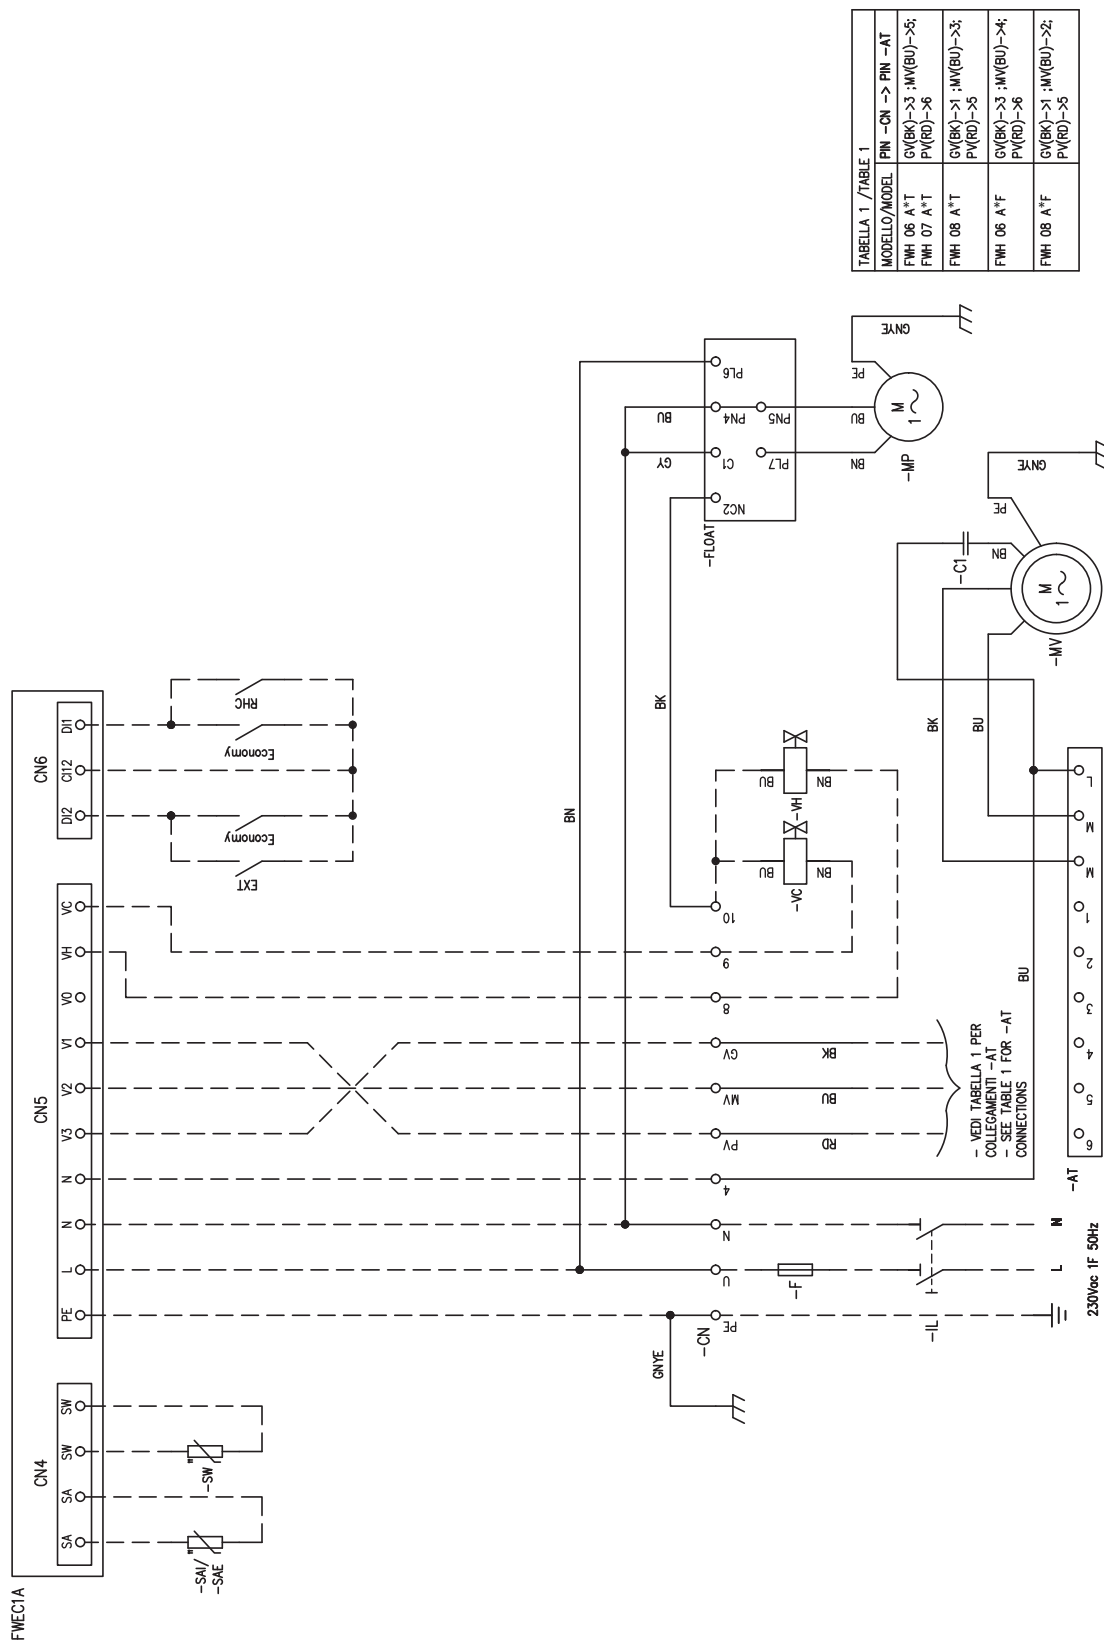 FWEC1A
CN4
SA
SA
SW
SW
-SAI/
-SAE
-SW
CN5
PE
L
N
N
V3
V2
V1
VO
VH
VC
CN6
DI2
CI12
DI1
EXT
Economy
Economy
RHC
GNYE
-CN
PE
U
N
4
PV
MV
GV
8
9
10
RD
BU
BK
-F
-IL
L
N
230Vac 1F 50Hz
- VEDI TABELLA 1 PER
COLLEGAMENTI -AT
- SEE TABLE 1 FOR -AT
CONNECTIONS
BN
BK
BU
BN
-VC
BU
BN
-VH
-FLOAT
NC2
C1
PN4
PL6
PL7
PN5
GY
BU
BN
BU
PE
GNYE
-MP
M
1
-C1
BN
PE
GNYE
-MV
M
1
BK
BU
BU
-AT
6
5
4
3
2
1
M
M
L
TABELLA 1 /TABLE 1
MODELLO/MODEL PIN -CN -> PIN -AT
FWH 06 A*T GV(BK)->3 ;MV(BU)->5;
FWH 07 A*T PV(RD)->6
FWH 08 A*T GV(BK)->1 ;MV(BU)->3;
PV(RD)->5
FWH 06 A*F GV(BK)->3 ;MV(BU)->4;
PV(RD)->6
FWH 08 A*F GV(BK)->1 ;MV(BU)->2;
PV(RD)->5